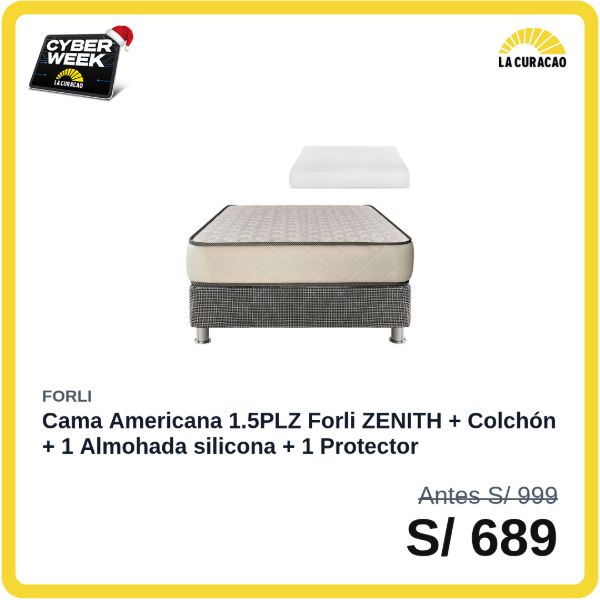 CYBER
WEEK
LA CURACAO
LA CURACAO
FORLI
Cama Americana 1.5PLZ Forli ZENITH + Colchón
+ 1 Almohada silicona + 1 Protector
Antes S/ 999
S/ 689